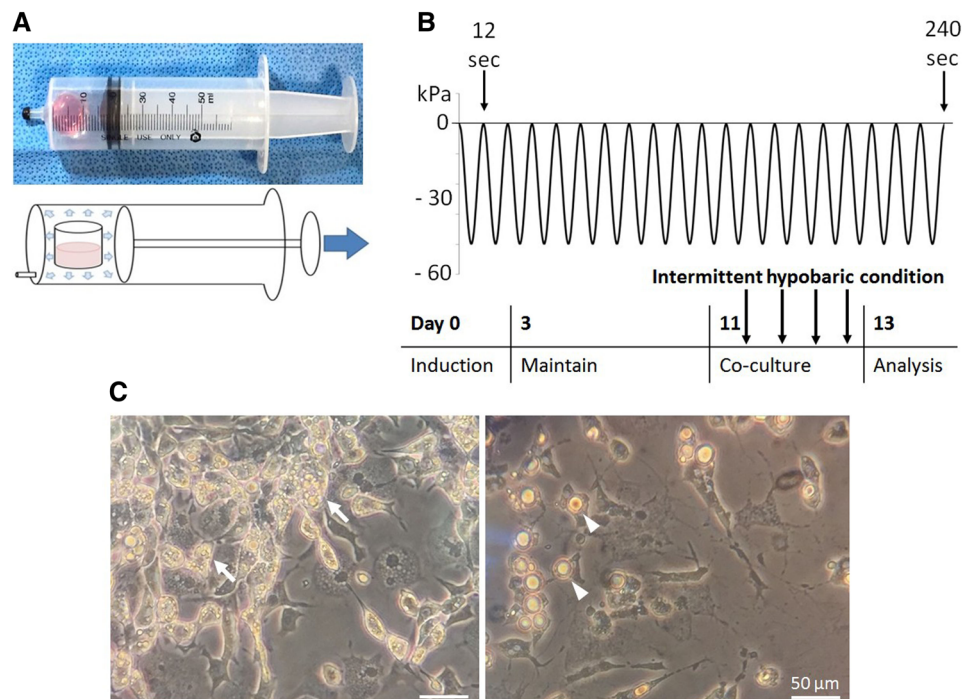 A
10 30 40 50 ml
SINGLE USE ONLY
B
12
sec
240
sec
kPa
0
- 30
- 60
Intermittent hypobaric condition
Day 0 3 11 13
Induction Maintain Co-culture Analysis
C
50 µm